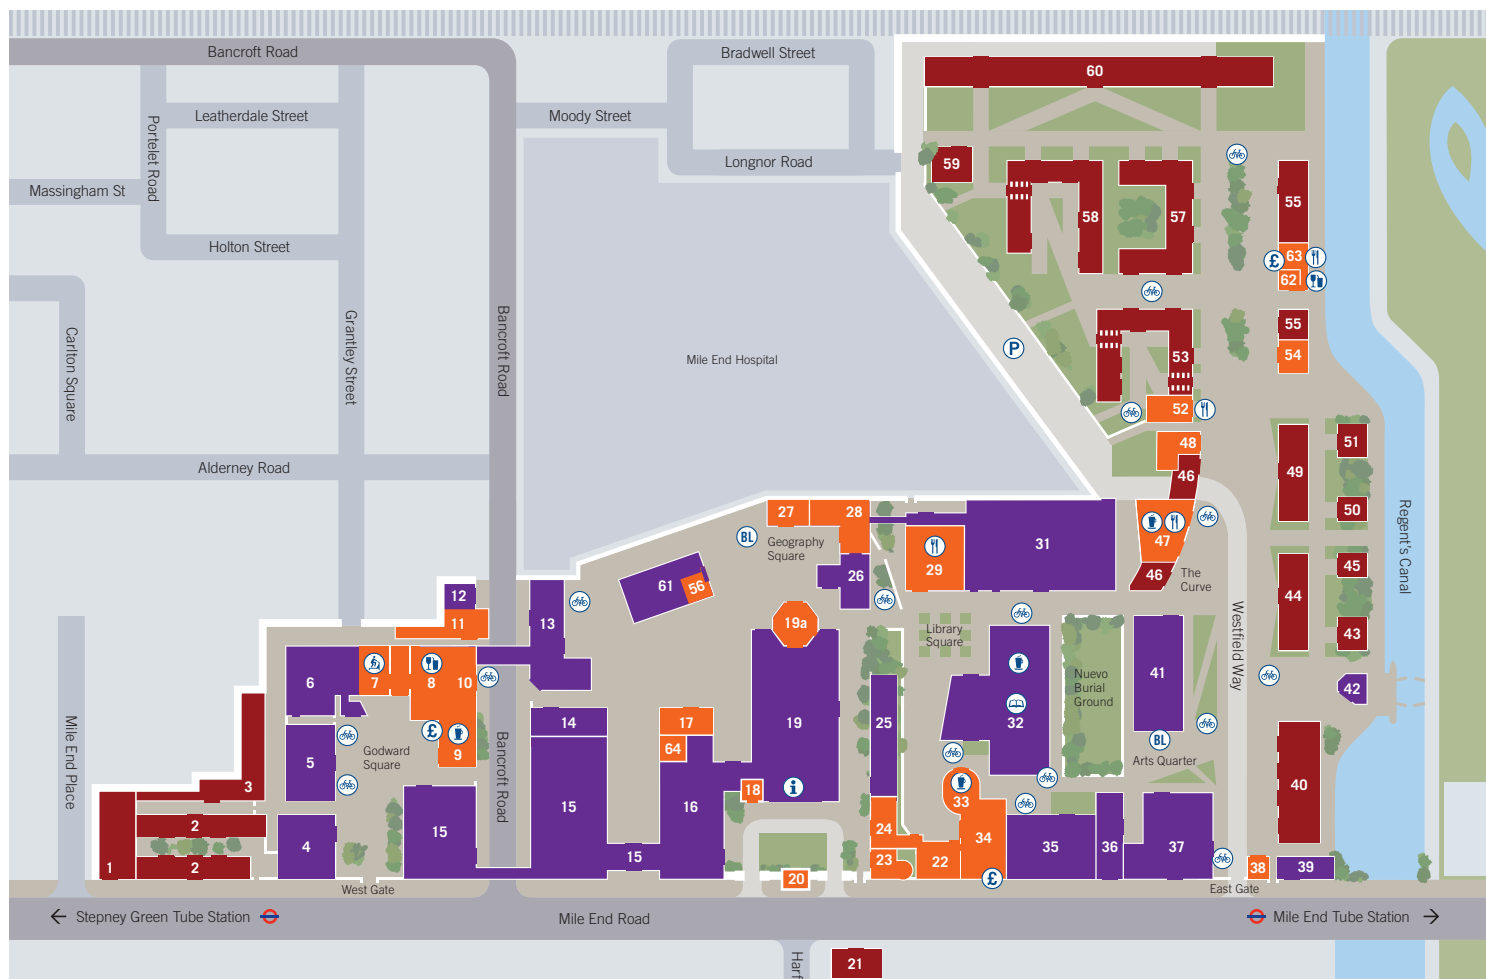 Bancroft Road
Bradwell Street
60
Leatherdale Street
Moody Street
Portelet Road
Longnor Road
59
Massingham St
55
58
57
Holton Street
63
£
62
Carlton Square
Grantley Street
Bancroft Road
55
P
53
54
Mile End Hospital
52
48
51
Alderney Road
49
46
50
Regent's Canal
27
28
BL
Geography
Square
47
31
29
45
46
The
Curve
61
56
26
12
44
11
13
19a
Library
Square
43
Westfield Way
41
6
7
8
10
Nuevo
Burial
Ground
42
14
17
19
25
32
£
Mile End Place
Godward
Square
9
64
Bancroft Road
BL
Arts Quarter
5
3
i
18
40
33
15
16
2
15
24
34
4
35
36
37
15
1
2
23
22
38
39
20
£
West Gate
East Gate
Stepney Green Tube Station
Mile End Road
Mile End Tube Station
Harf
21